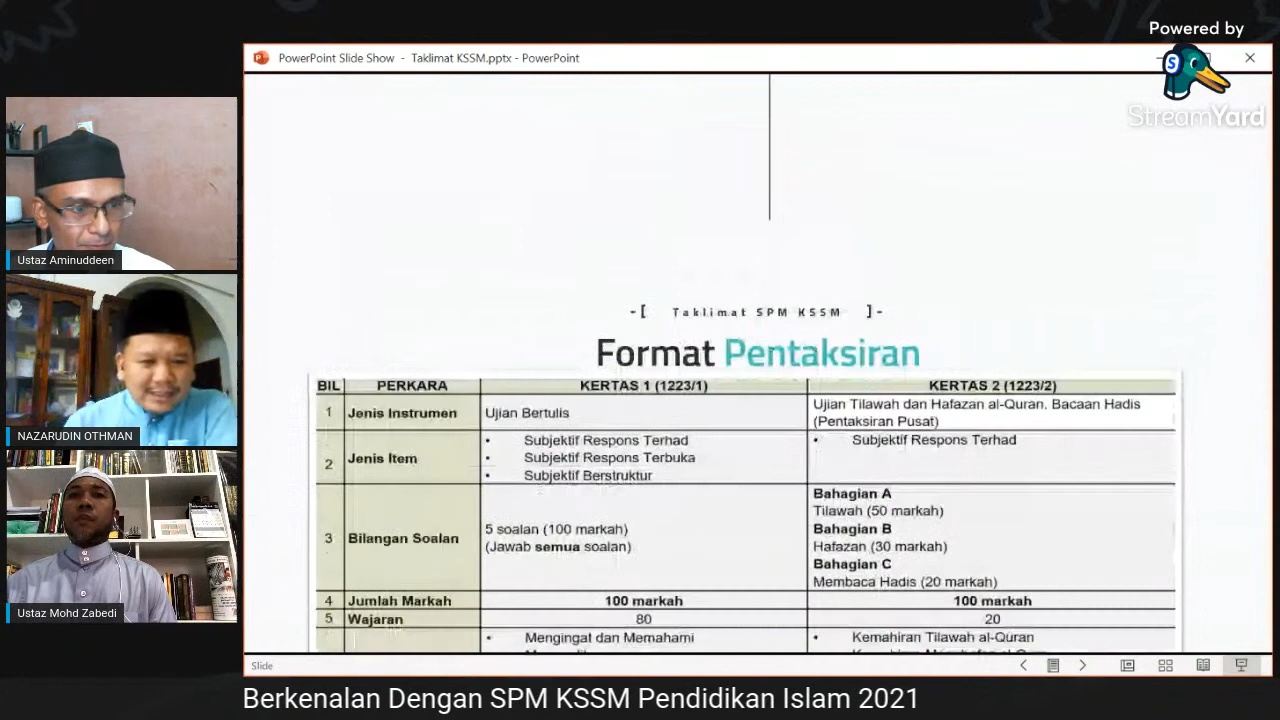 Powered by
StreamYard
PowerPoint Slide Show - Taklimat KSSM.pptx - PowerPoint
Ustaz Aminuddeen
NAZARUDIN OTHMAN
Ustaz Mohd Zabedi
-[ Taklimat SPM KSSM ]-
Format Pentaksiran
BIL PERKARA KERTAS 1 (1223/1) KERTAS 2 (1223/2)
1 Jenis Instrumen Ujian Bertulis Ujian Tilawah dan Hafazan al-Quran. Bacaan Hadis
(Pentaksiran Pusat)
2 Jenis Item
• Subjektif Respons Terhad
• Subjektif Respons Terbuka
• Subjektif Berstruktur
• Subjektif Respons Terhad
3 Bilangan Soalan
5 soalan (100 markah)
(Jawab semua soalan)
Bahagian A
Tilawah (50 markah)
Bahagian B
Hafazan (30 markah)
Bahagian C
Membaca Hadis (20 markah)
4 Jumlah Markah 100 markah 100 markah
5 Wajaran 80 20
• Mengingat dan Memahami
• Kemahiran Tilawah al-Quran
Slide
Berkenalan Dengan SPM KSSM Pendidikan Islam 2021